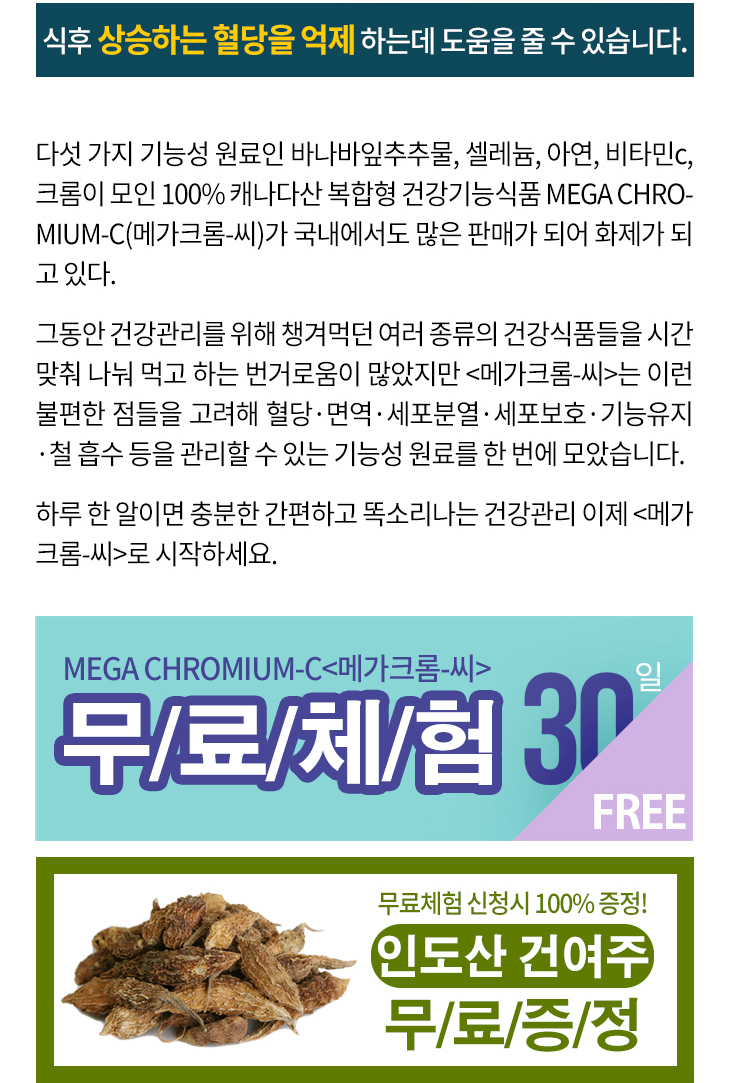 식후 상승하는 혈당을 억제 하는데 도움을 줄 수 있습니다.
다섯 가지 기능성 원료인 바나바잎추추물, 셀레늄, 아연, 비타민c,
크롬이 모인 100% 캐나다산 복합형 건강기능식품 MEGA CHRO-
MIUM-C(메가크롬-씨)가 국내에서도 많은 판매가 되어 화제가 되
고 있다.
그동안 건강관리를 위해 챙겨먹던 여러 종류의 건강식품들을 시간
맞춰 나눠 먹고 하는 번거로움이 많았지만 <메가크롬-씨>는 이런
불편한 점들을 고려해 혈당·면역·세포분열·세포보호·기능유지
·철 흡수 등을 관리할 수 있는 기능성 원료를 한 번에 모았습니다.
하루 한 알이면 충분한 간편하고 똑소리나는 건강관리 이제 <메가
크롬-씨>로 시작하세요.
MEGA CHROMIUM-C<메가크롬-씨>
무/료/체/험 30일
FREE
무료체험 신청시 100% 증정!
인도산 건여주
무/료/증/정